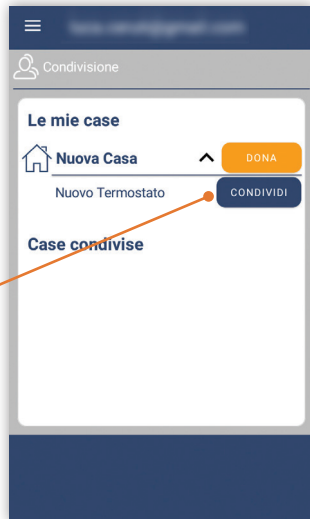 Condivisione
Le mie case
Nuova Casa DONA
Nuovo Termostato CONDIVIDI
Case condivise